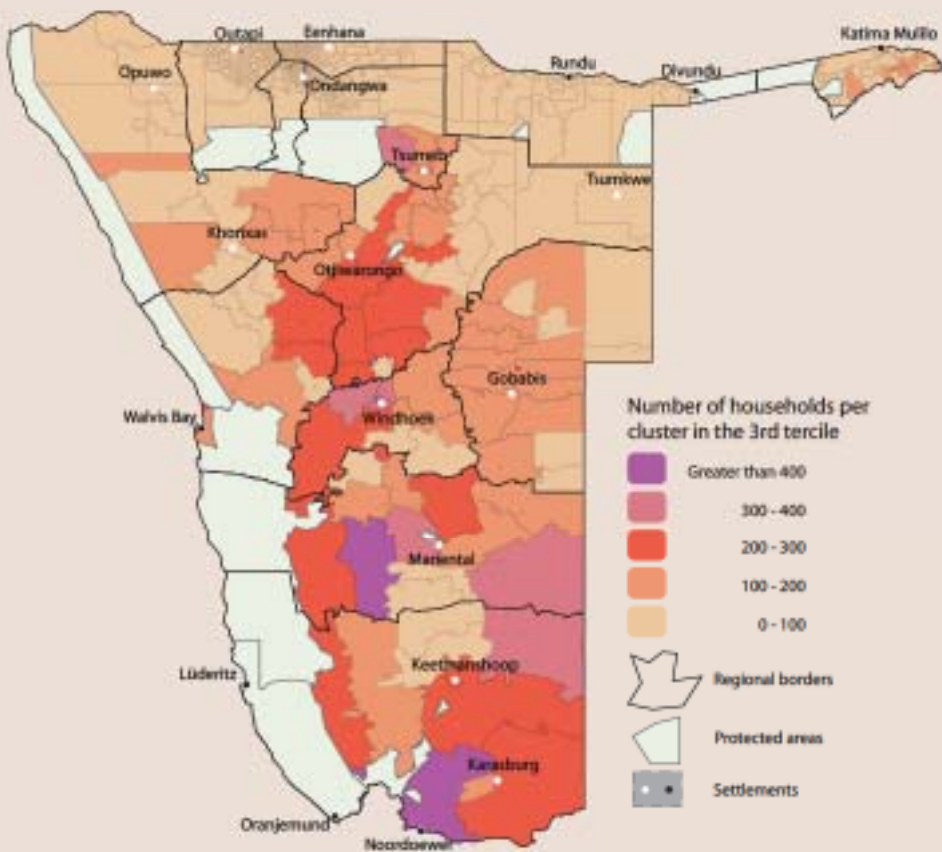 Outapi
Eenhana
Katima Mulilo
Opuwo
Ondangwa
Rundu
Divundu
Tsumeb
Tsumkwe
Khorixas
Otjiwarongo
Gobabis
Walvis Bay
Windhoek
Mariental
Lüderitz
Keetmanshoop
Karasburg
Oranjemund
Noordoewer
Number of households per
cluster in the 3rd tercile
Greater than 400
300 - 400
200 - 300
100 - 200
0 - 100
Regional borders
Protected areas
Settlements